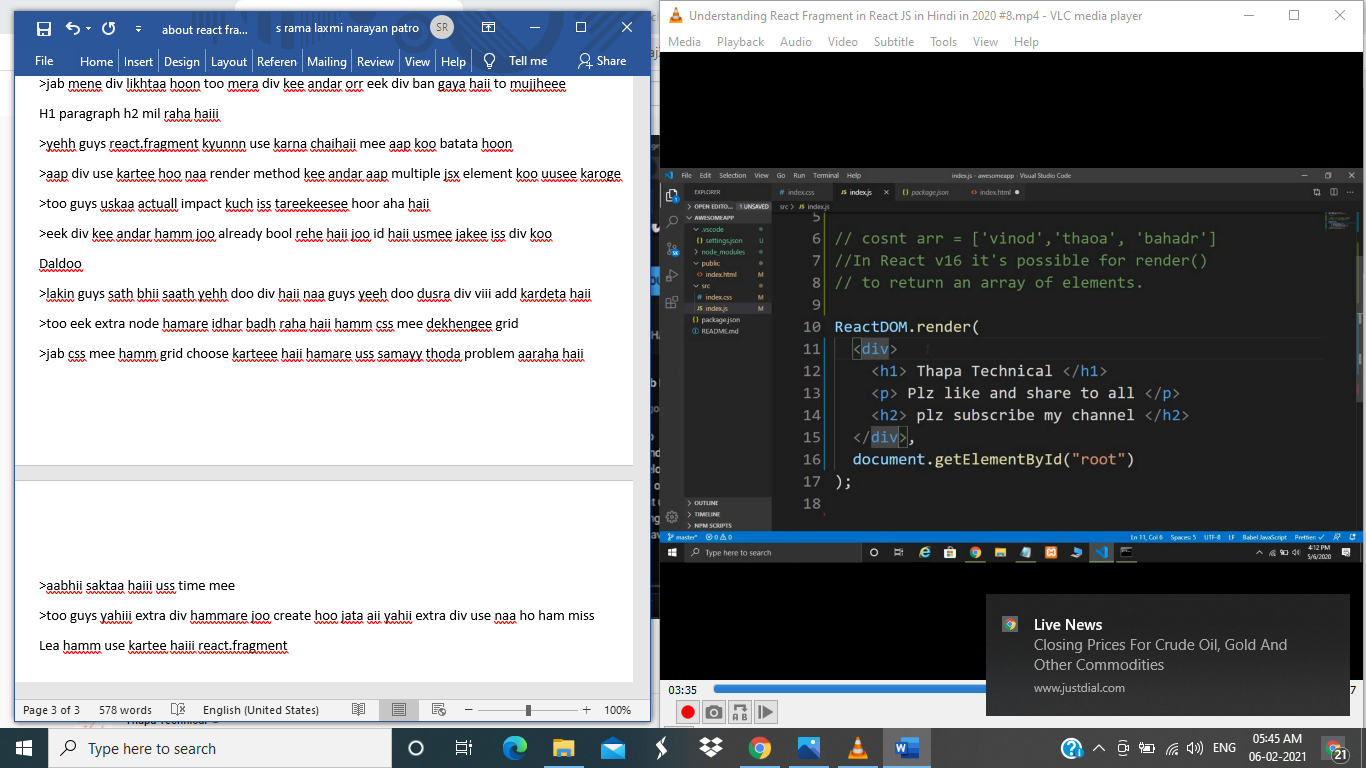 about react fra...
s rama laxmi narayan patro
SR
File Home Insert Design Layout Referen Mailing Review View Help Tell me Share
>jab mene div likhtaa hoon too mera div kee andar orr eek div ban gaya haii to mujjheee
H1 paragraph h2 mil raha haiii
>yehh guys react.fragment kyunnn use karna chaihaii mee aap koo batata hoon
>aap div use kartee hoo naa render method kee andar aap multiple jsx element koo uusee karoge
>too guys uskaa actuall impact kuch iss tareekeesee hoor aha haii
>eek div kee andar hamm joo already bool rehe haii joo id haii usmee jakee iss div koo
Daldoo
>lakin guys sath bhii saath yehh doo div haii naa guys yeeh doo dusra div viii add kardeta haii
>too eek extra node hamare idhar badh raha haii hamm css mee dekhengee grid
>jab css mee hamm grid choose karteee haii hamare uss samayy thoda problem aaraha haii
>aabhii saktaa haiii uss time mee
>too guys yahiii extra div hammare joo create hoo jata aii yahii extra div use naa ho ham miss
Lea hamm use kartee haiii react.fragment
Page 3 of 3 578 words English (United States) 100%
Understanding React Fragment in React JS in Hindi in 2020 #8.mp4 - VLC media player
Media Playback Audio Video Subtitle Tools View Help
File Edit Selection View Go Run Terminal Help
index.js - awesomeapp - Visual Studio Code
EXPLORER
index.css
JS index.js
package.json
index.html
OPEN EDITO... 1 UNSAVED
src > JS index.js
AWESOMEAPP
.vscode
settings.json U
node_modules
public
index.html M
src
index.css M
JS index.js M
package.json
README.md
OUTLINE
TIMELINE
NPM SCRIPTS
5
6 // cosnt arr = ['vinod','thaoa', 'bahadr']
7 //In React v16 it's possible for render()
8 // to return an array of elements.
9
10 ReactDOM.render(
11 <div>
12 <h1> Thapa Technical </h1>
13 <p> Plz like and share to all </p>
14 <h2> plz subscribe my channel </h2>
15 </div>,
16 document.getElementById("root")
17 );
18
master* 0 0 Ln 11, Col 6 Spaces: 5 UTF-8 LF Babel JavaScript Prettier: ✓
Type here to search
4:12 PM
5/6/2020
Live News
Closing Prices For Crude Oil, Gold And
Other Commodities
www.justdial.com
03:35
Type here to search
ENG
05:45 AM
06-02-2021
21